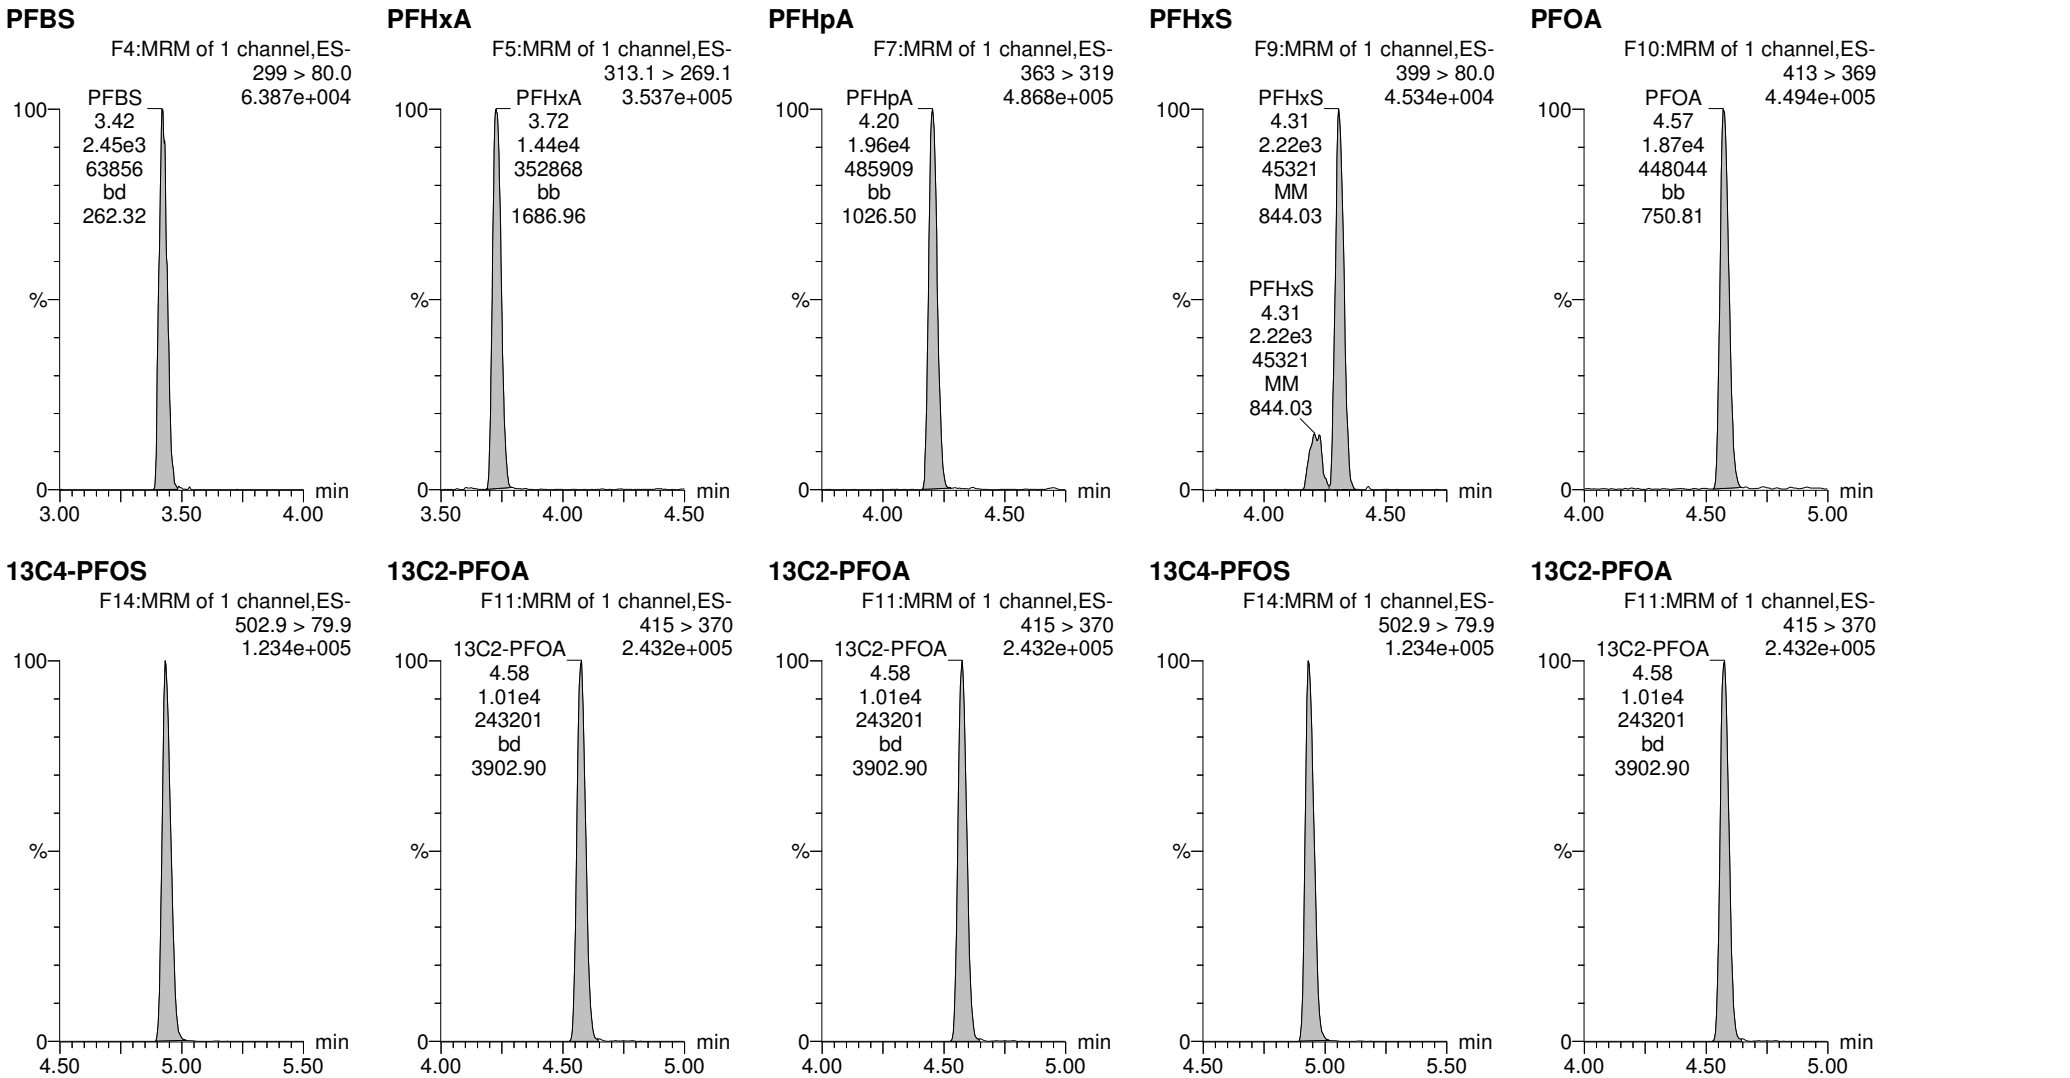 PFBS
F4:MRM of 1 channel,ES-
299 > 80.0
6.387e+004
PFBS
3.42
2.45e3
63856
bd
262.32
100
%
0
min
3.00 3.50 4.00
PFHxA
F5:MRM of 1 channel,ES-
313.1 > 269.1
3.537e+005
PFHxA
3.72
1.44e4
352868
bb
1686.96
100
%
0
min
3.50 4.00 4.50
PFHpA
F7:MRM of 1 channel,ES-
363 > 319
4.868e+005
PFHpA
4.20
1.96e4
485909
bb
1026.50
100
%
0
min
4.00 4.50
PFHxS
F9:MRM of 1 channel,ES-
399 > 80.0
4.534e+004
PFHxS
4.31
2.22e3
45321
MM
844.03
PFHxS
4.31
2.22e3
45321
MM
844.03
100
%
0
min
4.00 4.50
PFOA
F10:MRM of 1 channel,ES-
413 > 369
4.494e+005
PFOA
4.57
1.87e4
448044
bb
750.81
100
%
0
min
4.00 4.50 5.00
13C4-PFOS
F14:MRM of 1 channel,ES-
502.9 > 79.9
1.234e+005
100
%
0
min
4.50 5.00 5.50
13C2-PFOA
F11:MRM of 1 channel,ES-
415 > 370
2.432e+005
13C2-PFOA
4.58
1.01e4
243201
bd
3902.90
100
%
0
min
4.00 4.50 5.00
13C2-PFOA
F11:MRM of 1 channel,ES-
415 > 370
2.432e+005
13C2-PFOA
4.58
1.01e4
243201
bd
3902.90
100
%
0
min
4.00 4.50 5.00
13C4-PFOS
F14:MRM of 1 channel,ES-
502.9 > 79.9
1.234e+005
100
%
0
min
4.50 5.00 5.50
13C2-PFOA
F11:MRM of 1 channel,ES-
415 > 370
2.432e+005
13C2-PFOA
4.58
1.01e4
243201
bd
3902.90
100
%
0
min
4.00 4.50 5.00